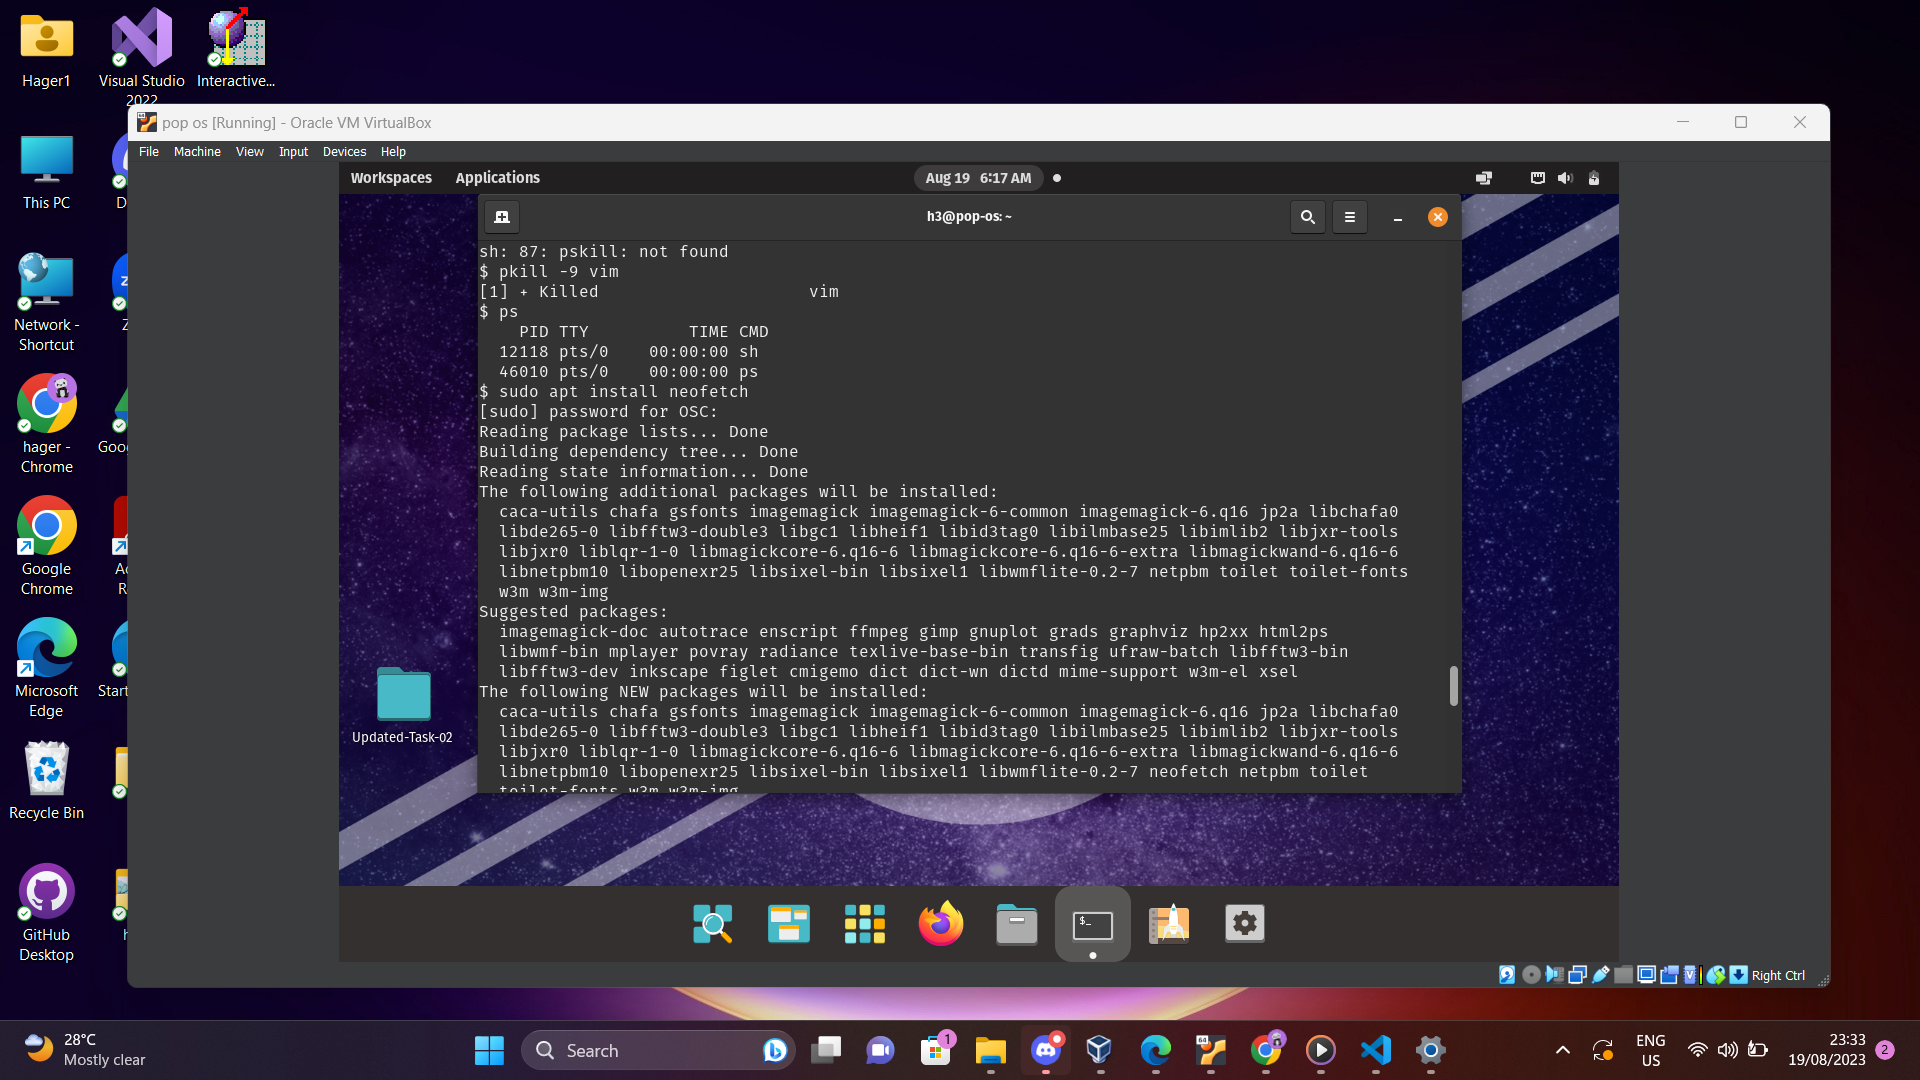 Hager1
Visual Studio
2022
Interactive...
This PC
Network -
Shortcut
hager -
Chrome
Google
Chrome
Microsoft
Edge
Recycle Bin
GitHub
Desktop
pop os [Running] - Oracle VM VirtualBox
File Machine View Input Devices Help
Workspaces Applications
Aug 19 6:17 AM
h3@pop-os: ~
sh: 87: pskill: not found
$ pkill -9 vim
[1] + Killed vim
$ ps
PID TTY TIME CMD
12118 pts/0 00:00:00 sh
46010 pts/0 00:00:00 ps
$ sudo apt install neofetch
[sudo] password for OSC:
Reading package lists... Done
Building dependency tree... Done
Reading state information... Done
The following additional packages will be installed:
caca-utils chafa gsfonts imagemagick imagemagick-6-common imagemagick-6.q16 jp2a libchafa0
libde265-0 libfftw3-double3 libgc1 libheif1 libid3tag0 libilmbase25 libimlib2 libjxr-tools
libjxr0 liblqr-1-0 libmagickcore-6.q16-6 libmagickcore-6.q16-6-extra libmagickwand-6.q16-6
libnetpbm10 libopenexr25 libsixel-bin libsixel1 libwmflite-0.2-7 netpbm toilet toilet-fonts
w3m w3m-img
Suggested packages:
imagemagick-doc autotrace enscript ffmpeg gimp gnuplot grads graphviz hp2xx html2ps
libwmf-bin mplayer povray radiance texlive-base-bin transfig ufraw-batch libfftw3-bin
libfftw3-dev inkscape figlet cmigemo dict dict-wn dictd mime-support w3m-el xsel
The following NEW packages will be installed:
caca-utils chafa gsfonts imagemagick imagemagick-6-common imagemagick-6.q16 jp2a libchafa0
libde265-0 libfftw3-double3 libgc1 libheif1 libid3tag0 libilmbase25 libimlib2 libjxr-tools
libjxr0 liblqr-1-0 libmagickcore-6.q16-6 libmagickcore-6.q16-6-extra libmagickwand-6.q16-6
libnetpbm10 libopenexr25 libsixel-bin libsixel1 libwmflite-0.2-7 neofetch netpbm toilet
toilet-fonts w3m w3m-img
Updated-Task-02
Right Ctrl
28°C
Mostly clear
Search
1
64
ENG
US
23:33
19/08/2023
2